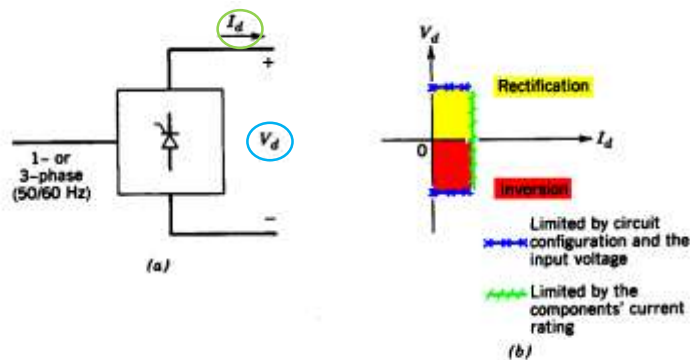 I_d
+
V_d
−
1- or
3-phase
(50/60 Hz)
(a)
V_d
Rectification
0
I_d
Inversion
Limited by circuit
configuration and the
input voltage
Limited by the
components' current
rating
(b)